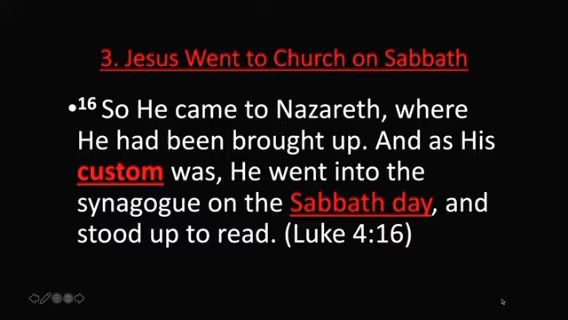 3. Jesus Went to Church on Sabbath
•16 So He came to Nazareth, where
He had been brought up. And as His
custom was, He went into the
synagogue on the Sabbath day, and
stood up to read. (Luke 4:16)